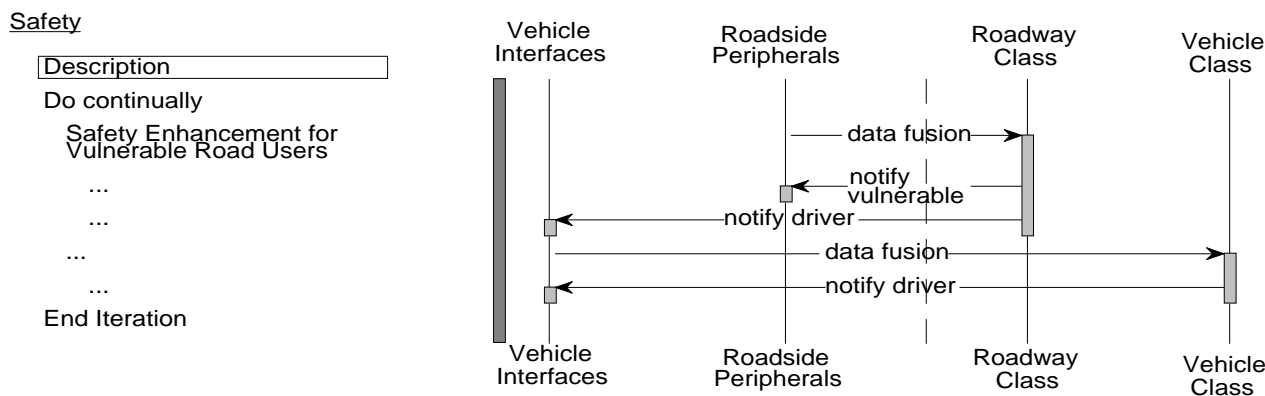 Safety
Description
Do continually
Safety Enhancement for
Vulnerable Road Users
...
...
...
...
End Iteration
Vehicle
Interfaces
Roadside
Peripherals
Roadway
Class
Vehicle
Class
data fusion
notify
vulnerable
notify driver
data fusion
notify driver
Vehicle
Interfaces
Roadside
Peripherals
Roadway
Class
Vehicle
Class